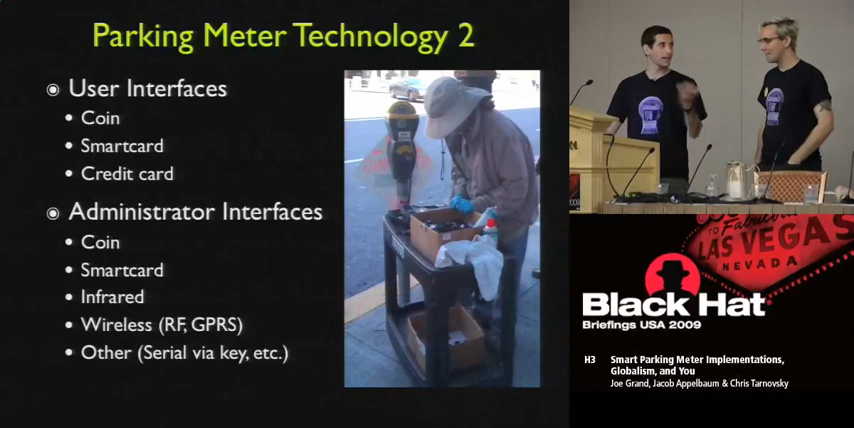 Parking Meter Technology 2
User Interfaces
Coin
Smartcard
Credit card
Administrator Interfaces
Coin
Smartcard
Infrared
Wireless (RF, GPRS)
Other (Serial via key, etc.)
TO Fabulous
LAS VEGAS
NEVADA
Black Hat
Briefings USA 2009
H3 Smart Parking Meter Implementations,
Globalism, and You
Joe Grand, Jacob Appelbaum & Chris Tarnovsky